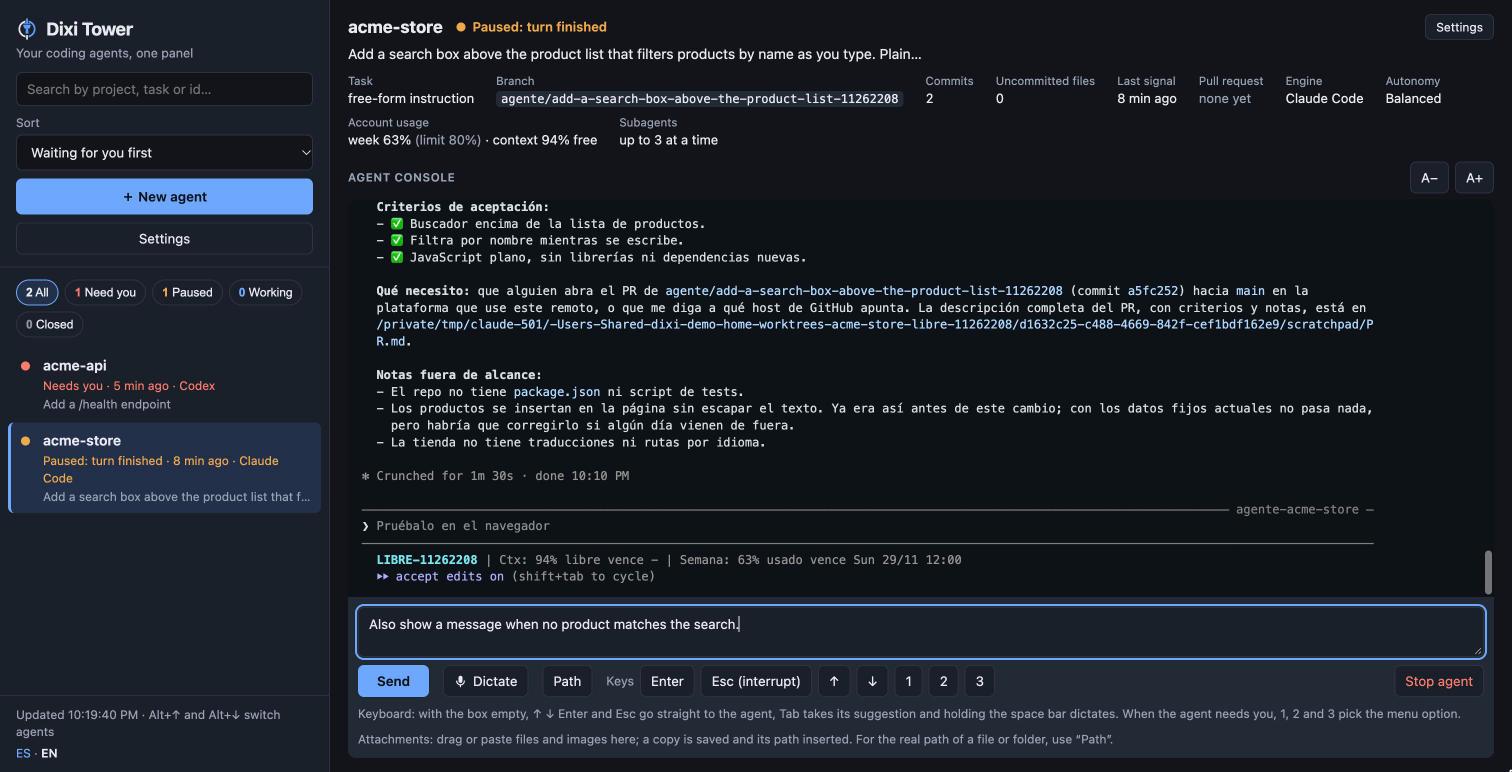 Dixi Tower
Your coding agents, one panel
Search by project, task or id...
Sort
Waiting for you first
+ New agent
Settings
2 All
1 Need you
1 Paused
0 Working
0 Closed
acme-api
Needs you · 5 min ago · Codex
Add a /health endpoint
acme-store
Paused: turn finished · 8 min ago · Claude
Code
Add a search box above the product list that f...
Updated 10:19:40 PM · Alt+↑ and Alt+↓ switch
agents
ES · EN
acme-store
Paused: turn finished
Settings
Add a search box above the product list that filters products by name as you type. Plain...
Task
free-form instruction
Branch
agente/add-a-search-box-above-the-product-list-11262208
Commits
2
Uncommitted files
0
Last signal
8 min ago
Pull request
none yet
Engine
Claude Code
Autonomy
Balanced
Account usage
week 63% (limit 80%) · context 94% free
Subagents
up to 3 at a time
AGENT CONSOLE
A−
A+
Criterios de aceptación:
– ✅ Buscador encima de la lista de productos.
– ✅ Filtra por nombre mientras se escribe.
– ✅ JavaScript plano, sin librerías ni dependencias nuevas.
Qué necesito: que alguien abra el PR de agente/add-a-search-box-above-the-product-list-11262208 (commit a5fc252) hacia main en la
plataforma que use este remoto, o que me diga a qué host de GitHub apunta. La descripción completa del PR, con criterios y notas, está en
/private/tmp/claude-501/-Users-Shared-dixi-demo-home-worktrees-acme-store-libre-11262208/d1632c25-c488-4669-842f-cef1bdf162e9/scratchpad/P
R.md.
Notas fuera de alcance:
– El repo no tiene package.json ni script de tests.
– Los productos se insertan en la página sin escapar el texto. Ya era así antes de este cambio; con los datos fijos actuales no pasa nada,
pero habría que corregirlo si algún día vienen de fuera.
– La tienda no tiene traducciones ni rutas por idioma.
✻ Crunched for 1m 30s · done 10:10 PM
agente-acme-store
❯ Pruébalo en el navegador
LIBRE-11262208 | Ctx: 94% libre vence – | Semana: 63% usado vence Sun 29/11 12:00
⏵⏵ accept edits on (shift+tab to cycle)
Also show a message when no product matches the search.
Send
Dictate
Path
Keys
Enter
Esc (interrupt)
↑
↓
1
2
3
Stop agent
Keyboard: with the box empty, ↑ ↓ Enter and Esc go straight to the agent, Tab takes its suggestion and holding the space bar dictates. When the agent needs you, 1, 2 and 3 pick the menu option.
Attachments: drag or paste files and images here; a copy is saved and its path inserted. For the real path of a file or folder, use “Path”.